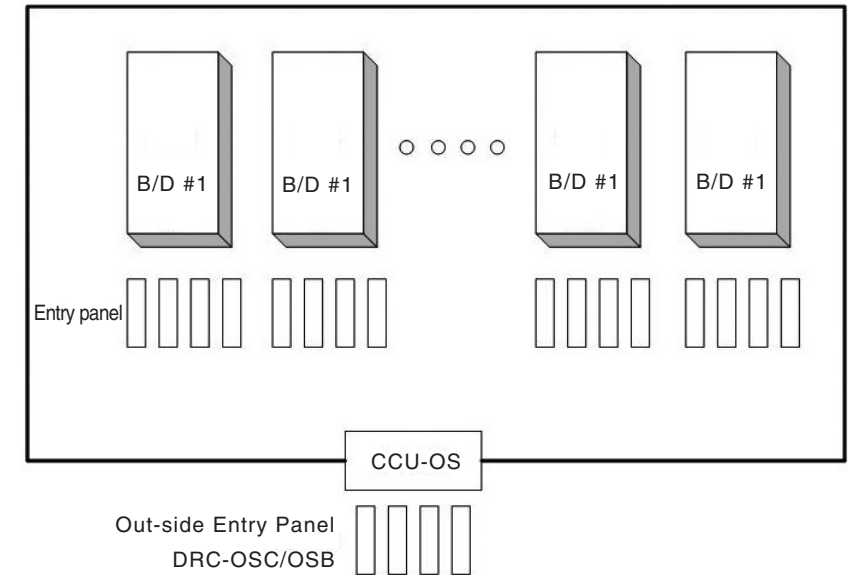 B/D #1
B/D #1
B/D #1
B/D #1
Entry panel
CCU-OS
Out-side Entry Panel
DRC-OSC/OSB